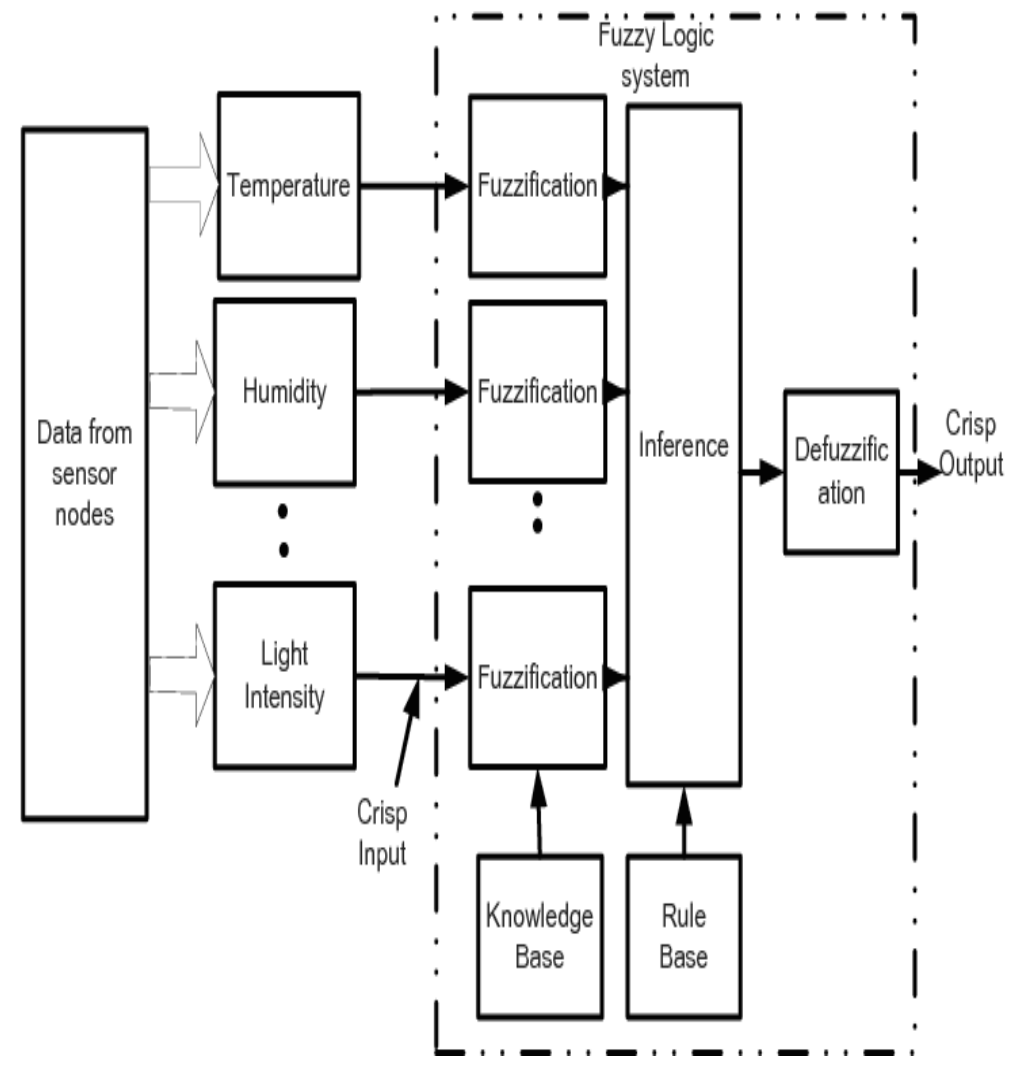 Fuzzy Logic
system
Temperature
Fuzzification
Humidity
Fuzzification
Data from
sensor
nodes
Inference
Defuzzific
ation
Crisp
Output
Light
Intensity
Fuzzification
Crisp
Input
Knowledge
Base
Rule
Base